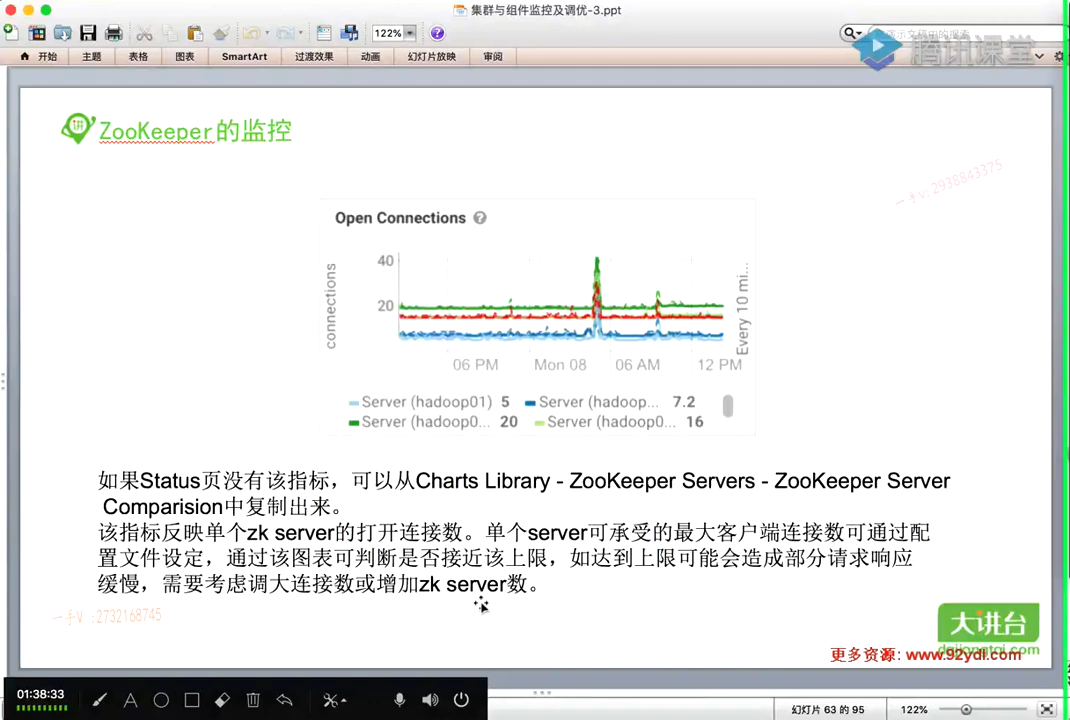 集群与组件监控及调优-3.ppt
122%
腾讯课堂
开始 主题 表格 图表 SmartArt 过渡效果 动画 幻灯片放映 审阅
ZooKeeper的监控
一手v:2938843375
Open Connections ?
connections
40
20
Every 10 mi...
06 PM Mon 08 06 AM 12 PM
Server (hadoop01) 5 Server (hadoop... 7.2
Server (hadoop0... 20 Server (hadoop0... 16
如果Status页没有该指标，可以从Charts Library - ZooKeeper Servers - ZooKeeper Server
Comparision中复制出来。
该指标反映单个zk server的打开连接数。单个server可承受的最大客户端连接数可通过配
置文件设定，通过该图表可判断是否接近该上限，如达到上限可能会造成部分请求响应
缓慢，需要考虑调大连接数或增加zk server数。
一手V :2732168745
大讲台
dajiangtai.com
更多资源: www.92ydl.com
01:38:33
幻灯片 63 的 95 122%